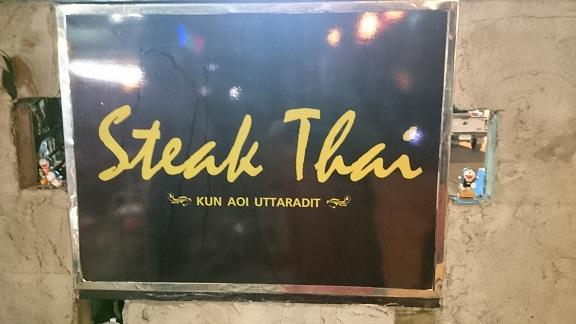 Steak Thai
KUN AOI UTTARADIT